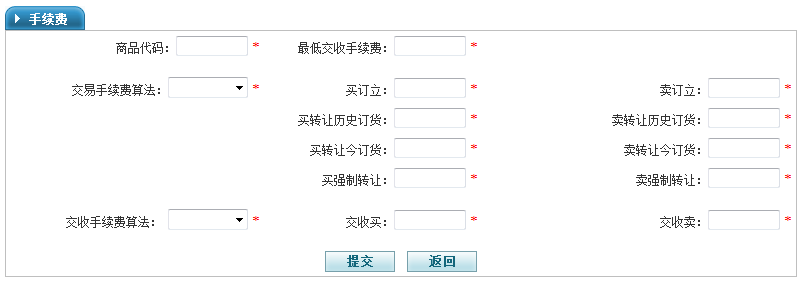 手续费
商品代码： * 最低交收手续费： *
交易手续费算法： * 买订立： * 卖订立： *
买转让历史订货： * 卖转让历史订货： *
买转让今订货： * 卖转让今订货： *
买强制转让： * 卖强制转让： *
交收手续费算法： * 交收买： * 交收卖： *
提交 返回